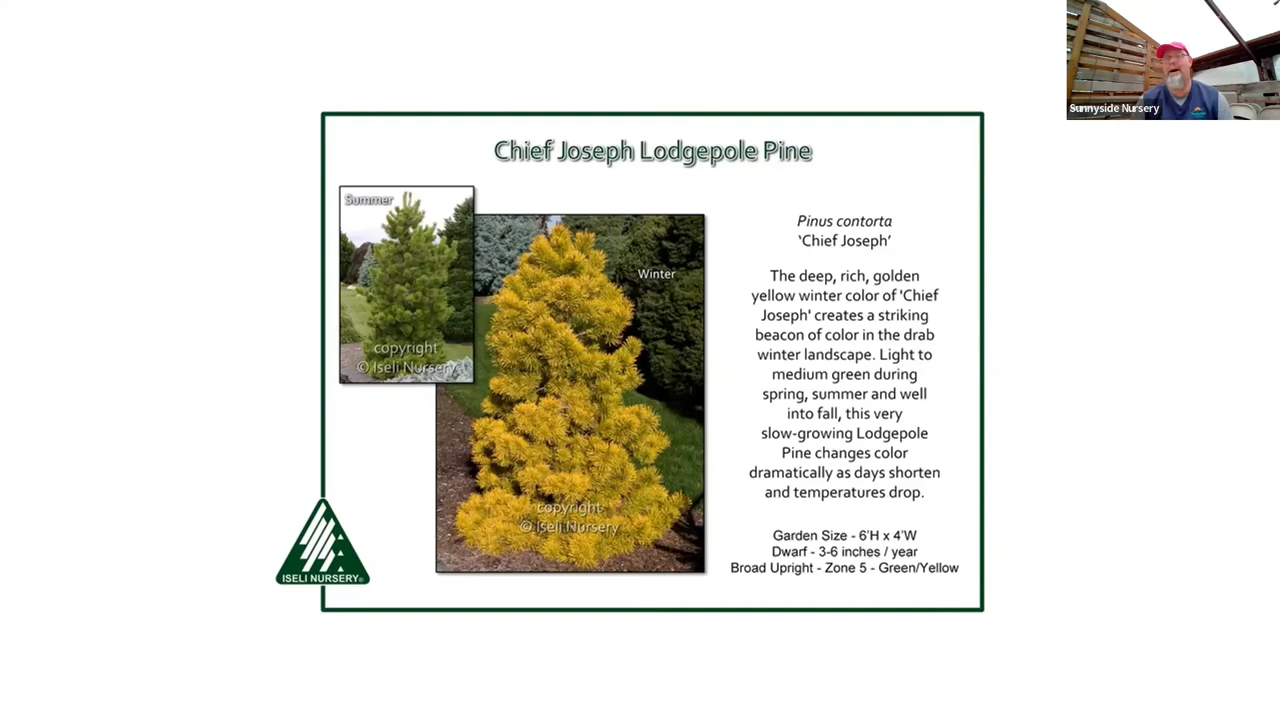 Sunnyside Nursery
Chief Joseph Lodgepole Pine
Summer
copyright
© Iseli Nursery
Winter
copyright
© Iseli Nursery
Pinus contorta
‘Chief Joseph’
The deep, rich, golden
yellow winter color of 'Chief
Joseph' creates a striking
beacon of color in the drab
winter landscape. Light to
medium green during
spring, summer and well
into fall, this very
slow-growing Lodgepole
Pine changes color
dramatically as days shorten
and temperatures drop.
Garden Size - 6'H x 4'W
Dwarf - 3-6 inches / year
Broad Upright - Zone 5 - Green/Yellow
ISELI NURSERY®